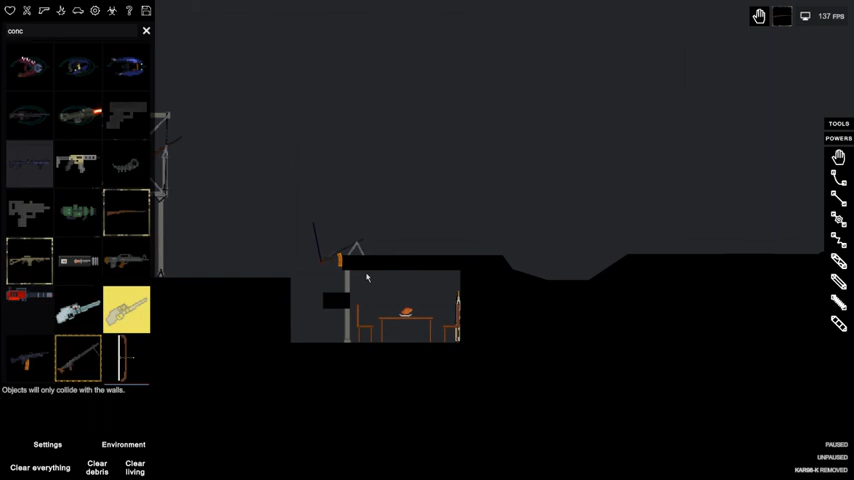 137 FPS
conc
TOOLS
POWERS
Objects will only collide with the walls.
Settings
Environment
Clear everything
Clear debris
Clear living
PAUSED
UNPAUSED
KAR98-K REMOVED